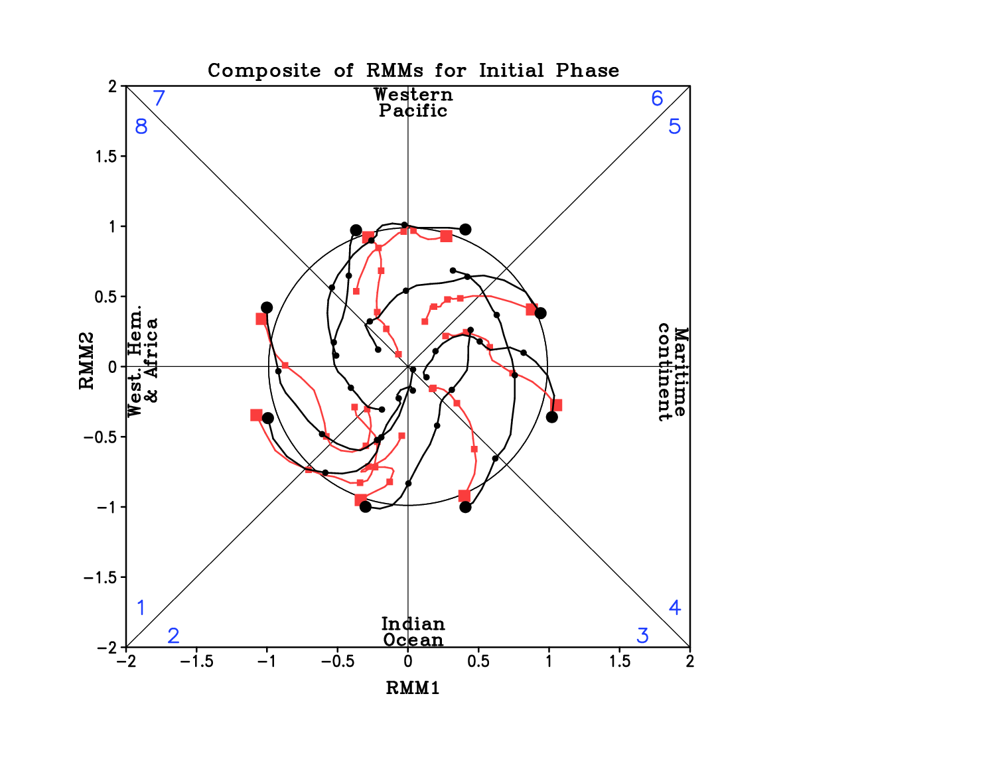 Composite of RMMs for Initial Phase
2
7
Western
6
Pacific
8
5
1.5
1
0.5
West. Hem.
& Africa
Maritime
continent
RMM2
0
−0.5
−1
−1.5
1
4
Indian
2
3
Ocean
−2
−2
−1.5
−1
−0.5
0
0.5
1
1.5
2
RMM1